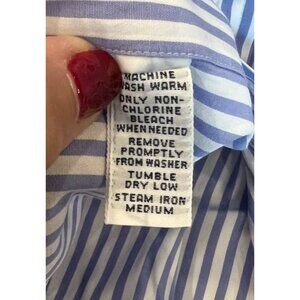 MACHINE
WASH WARM
ONLY NON-
CHLORINE
BLEACH
WHEN NEEDED
REMOVE
PROMPTLY
FROM WASHER
TUMBLE
DRY LOW
STEAM IRON
MEDIUM